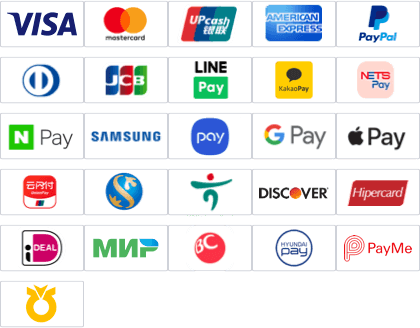 VISA
mastercard
UPcash
银联
AMERICAN
EXPRESS
PayPal
JCB
LINE
Pay
KakaoPay
NETS
Pay
N Pay
SAMSUNG
pay
G Pay
Pay
云闪付
DISCOVER
Hipercard
iDEAL
МИР
BC
HYUNDAI
pay
PayMe